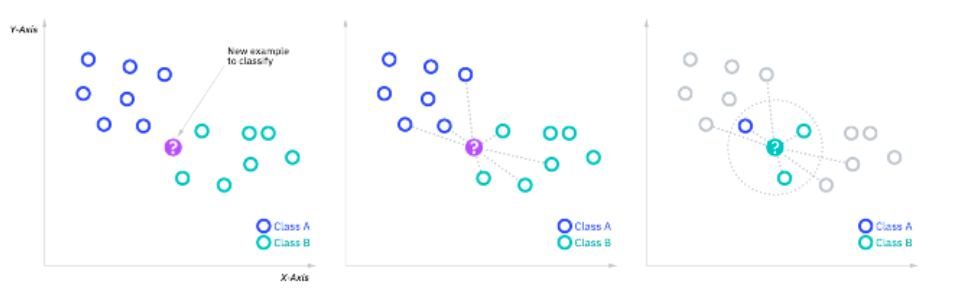 Y-Axis
New example
to classify
?
Class A
Class B
X-Axis
?
Class A
Class B
?
Class A
Class B